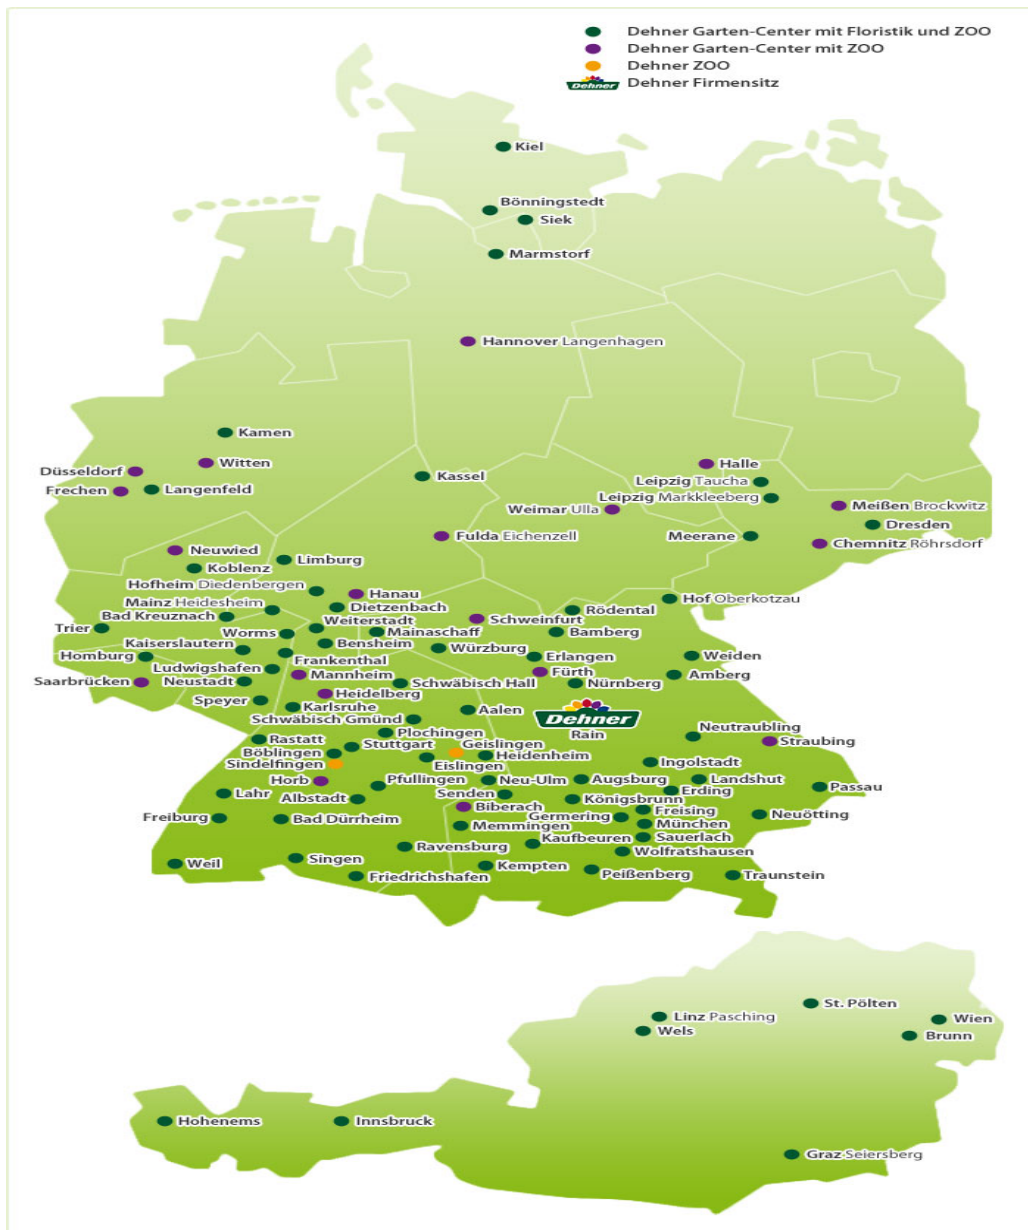 Dehner Garten-Center mit Floristik und ZOO
Dehner Garten-Center mit ZOO
Dehner ZOO
Dehner
Dehner Firmensitz
Kiel
Bönningstedt
Siek
Marmstorf
Hannover Langenhagen
Kamen
Witten
Düsseldorf
Halle
Kassel
Leipzig Taucha
Frechen
Langenfeld
Leipzig Markkleeberg
Weimar Ulla
Meißen Brockwitz
Dresden
Fulda Eichenzell
Meerane
Chemnitz Röhrsdorf
Neuwied
Limburg
Koblenz
Hofheim Diedenbergen
Hanau
Hof Oberkotzau
Mainz Heidesheim
Dietzenbach
Rödental
Bad Kreuznach
Weiterstadt
Schweinfurt
Trier
Worms
Mainaschaff
Bamberg
Kaiserslautern
Bensheim
Würzburg
Homburg
Frankenthal
Erlangen
Weiden
Ludwigshafen
Mannheim
Fürth
Amberg
Saarbrücken
Neustadt
Schwäbisch Hall
Nürnberg
Heidelberg
Speyer
Karlsruhe
Aalen
Schwäbisch Gmünd
Dehner
Rain
Neutraubling
Plochingen
Rastatt
Stuttgart
Geislingen
Straubing
Böblingen
Heidenheim
Sindelfingen
Eislingen
Ingolstadt
Horb
Pfullingen
Neu-Ulm
Augsburg
Landshut
Lahr
Albstadt
Senden
Königsbrunn
Erding
Passau
Biberach
Freising
Freiburg
Bad Dürrheim
Germering
Neuötting
Memmingen
München
Kaufbeuren
Sauerlach
Ravensburg
Wolfratshausen
Weil
Singen
Kempten
Friedrichshafen
Peißenberg
Traunstein
St. Pölten
Linz Pasching
Wien
Wels
Brunn
Hohenems
Innsbruck
Graz Seiersberg